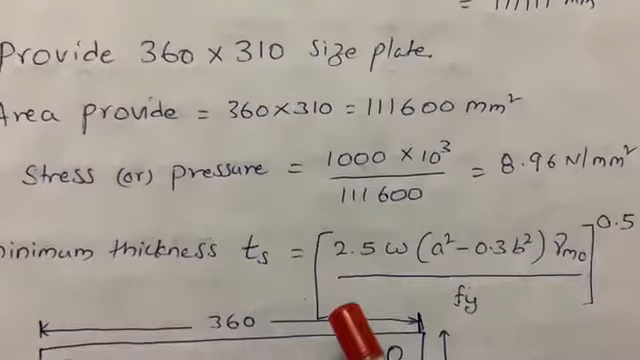 Provide 360 × 310 size plate.
Area provide = 360×310 = 111600 mm²
Stress (or) pressure = 1000 × 10³ / 111600 = 8.96 N/mm²
minimum thickness ts = [2.5 ω (a² − 0.3 b²) γmo / fy]^0.5
360